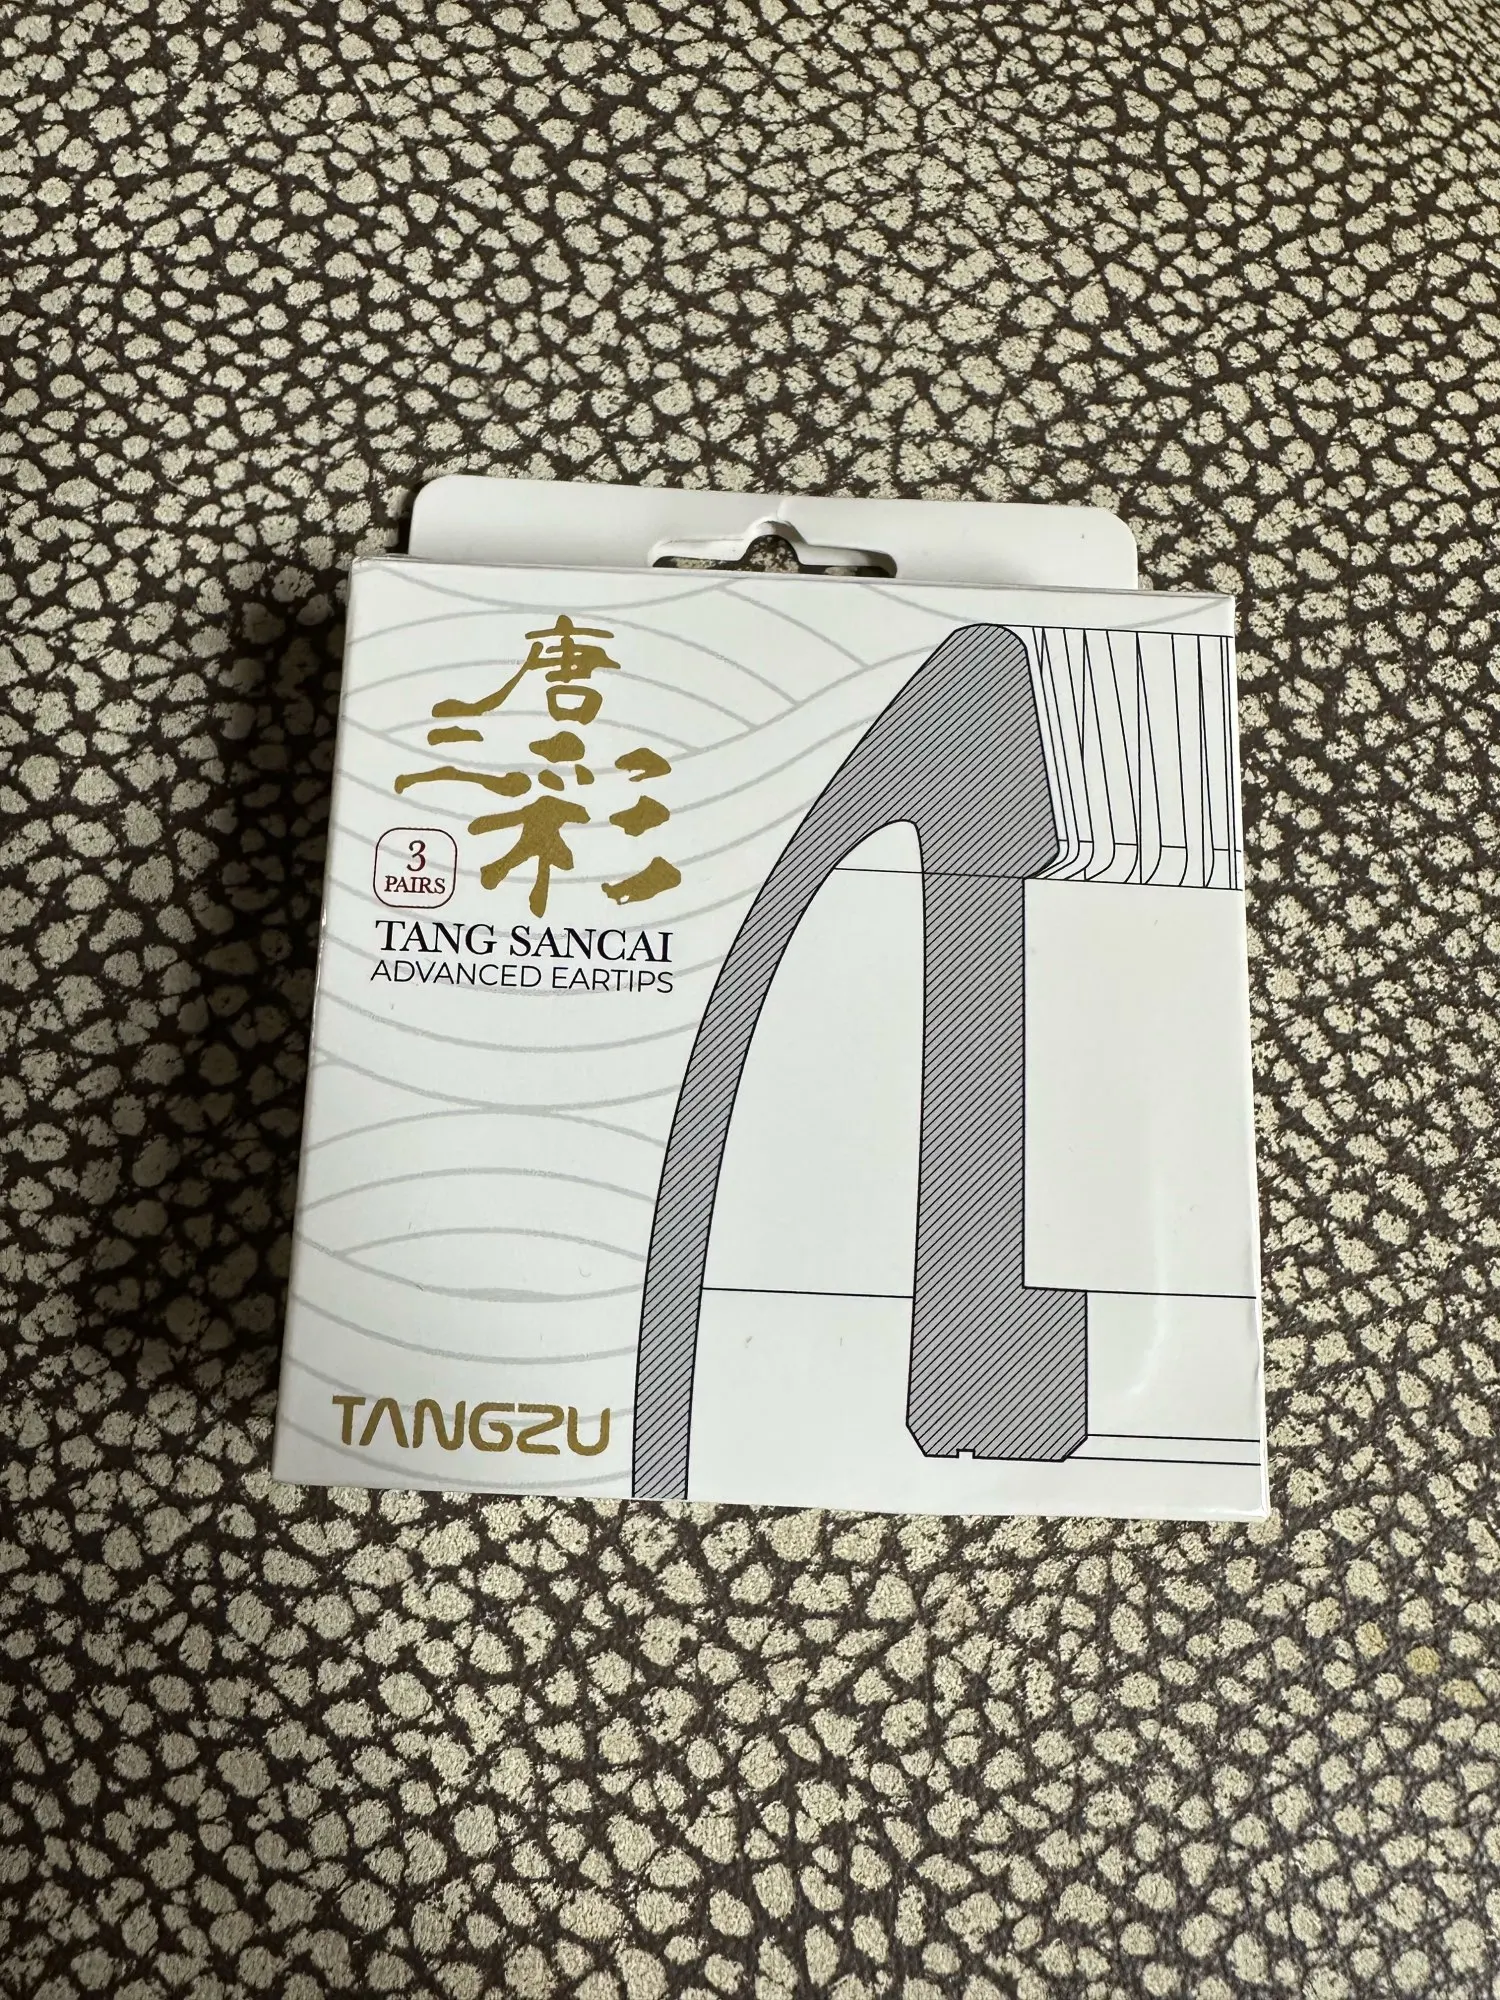 唐
三彩
3
PAIRS
TANG SANCAI
ADVANCED EARTIPS
TANGZU